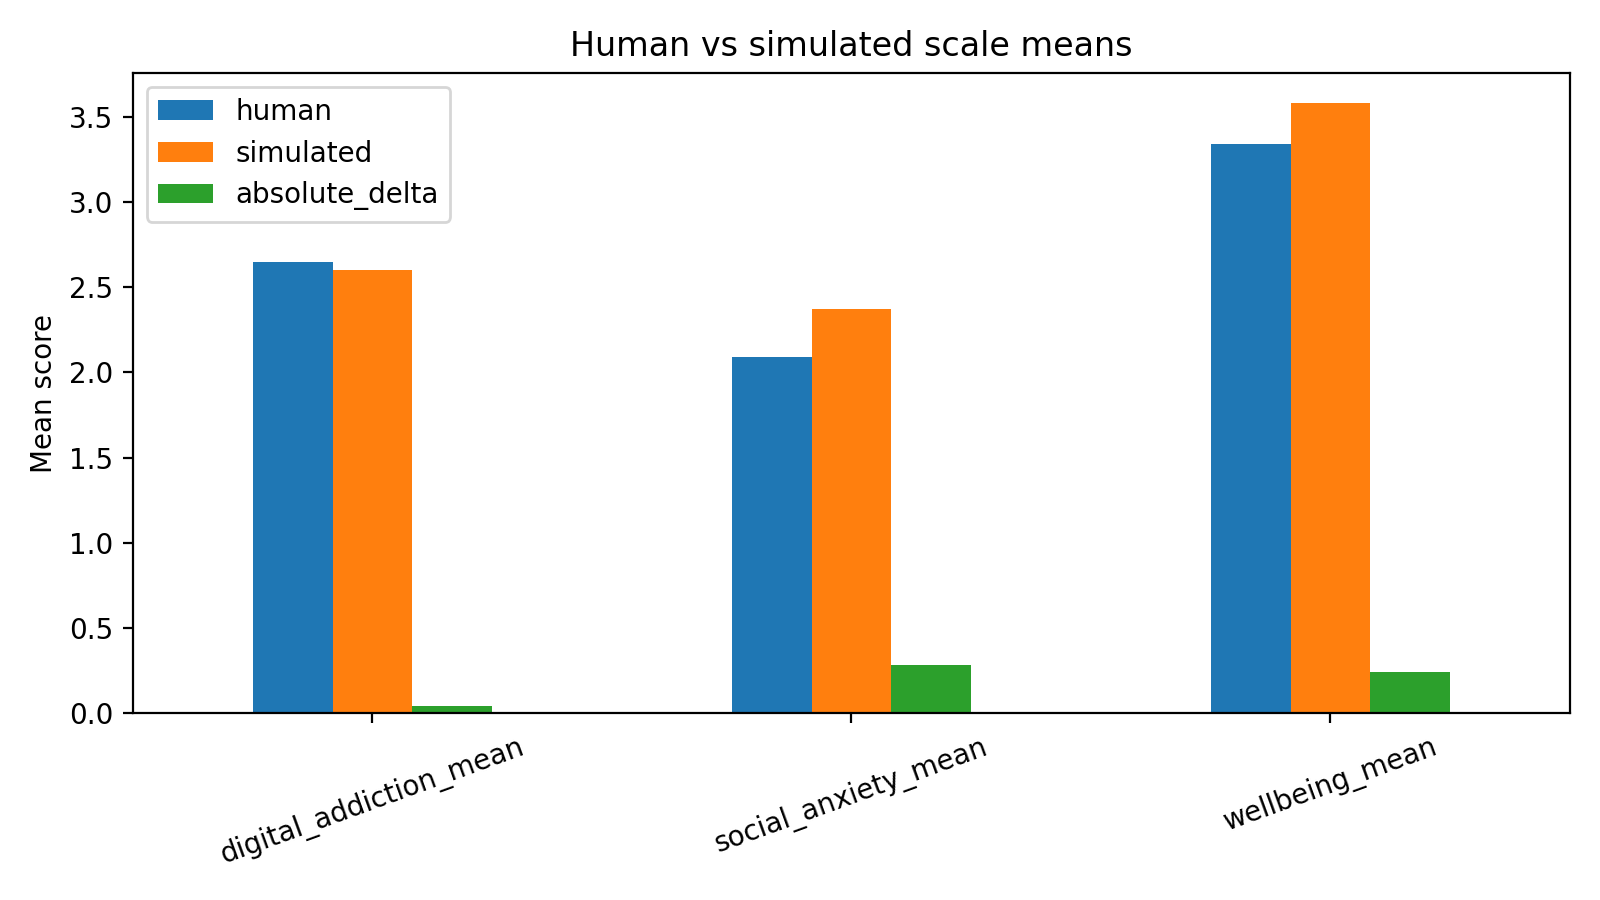 Human vs simulated scale means
human
simulated
absolute_delta
Mean score
3.5
3.0
2.5
2.0
1.5
1.0
0.5
0.0
digital_addiction_mean
social_anxiety_mean
wellbeing_mean